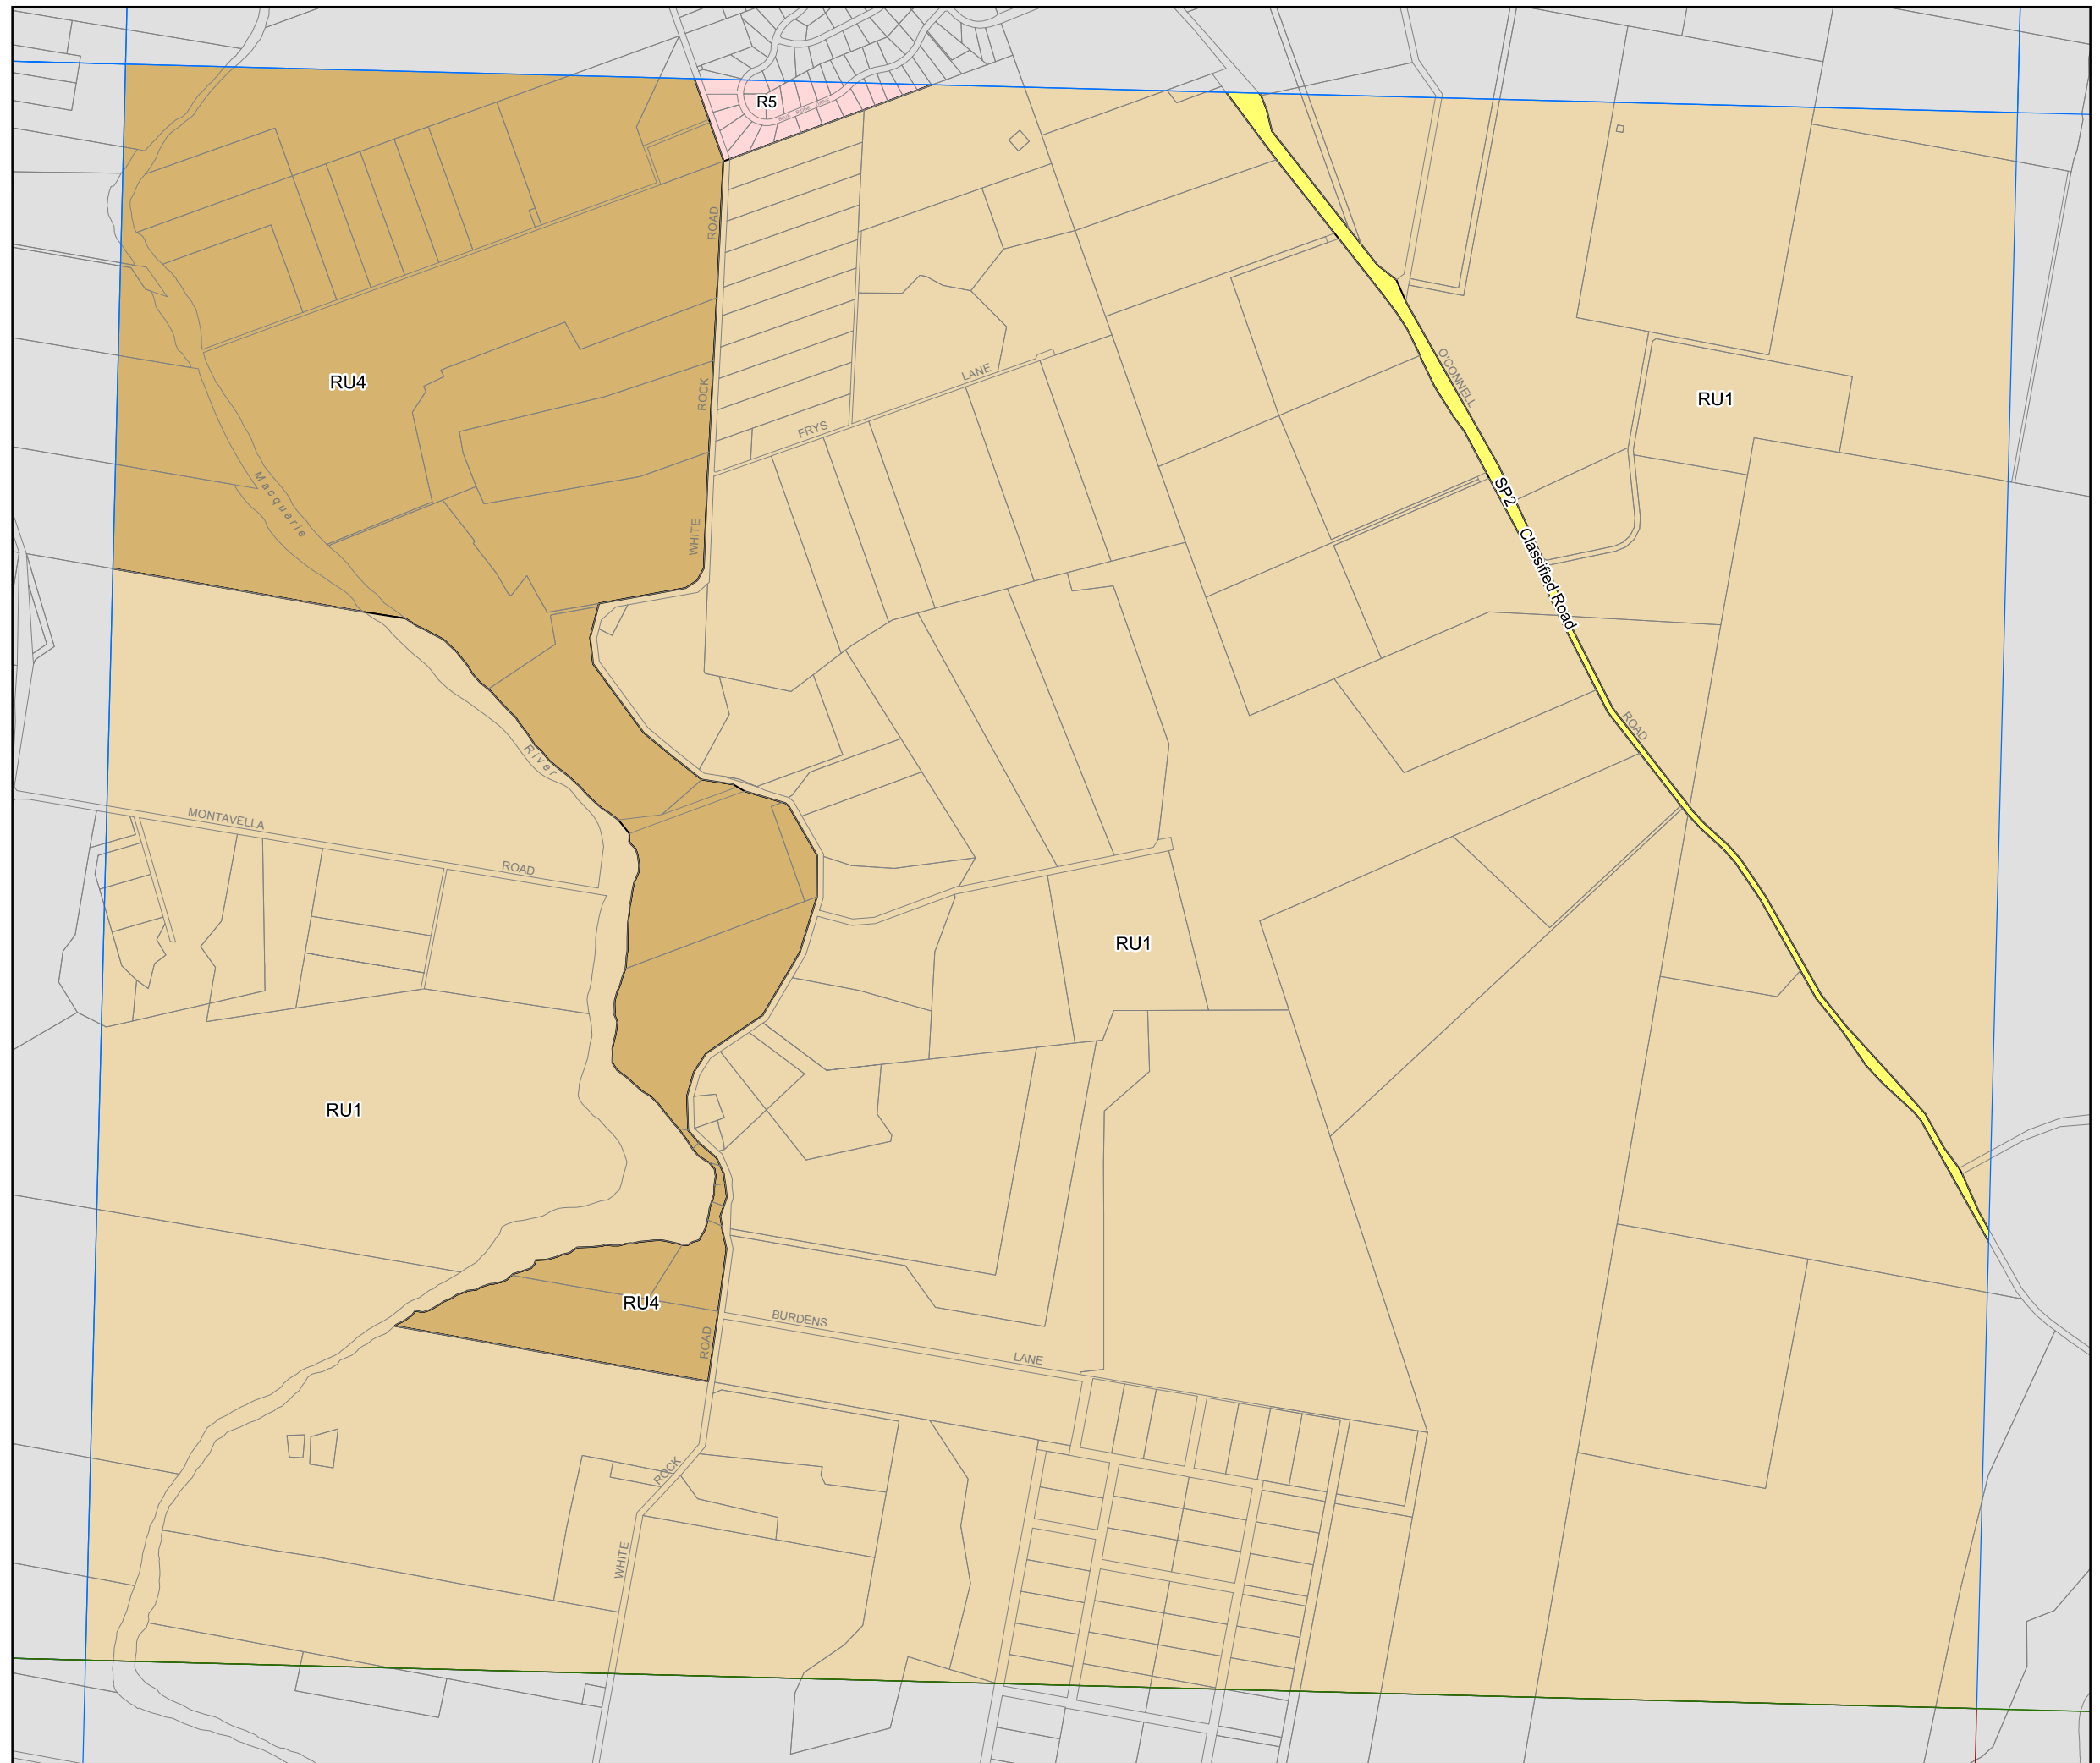 R5
ROAD
RU4
ROCK
LANE
FRYS
O'CONNELL
RU1
Macquarie
WHITE
SP2
Classified Road
River
ROAD
MONTAVELLA
ROAD
RU1
RU1
RU4
BURDENS
ROAD
LANE
ROCK
WHITE